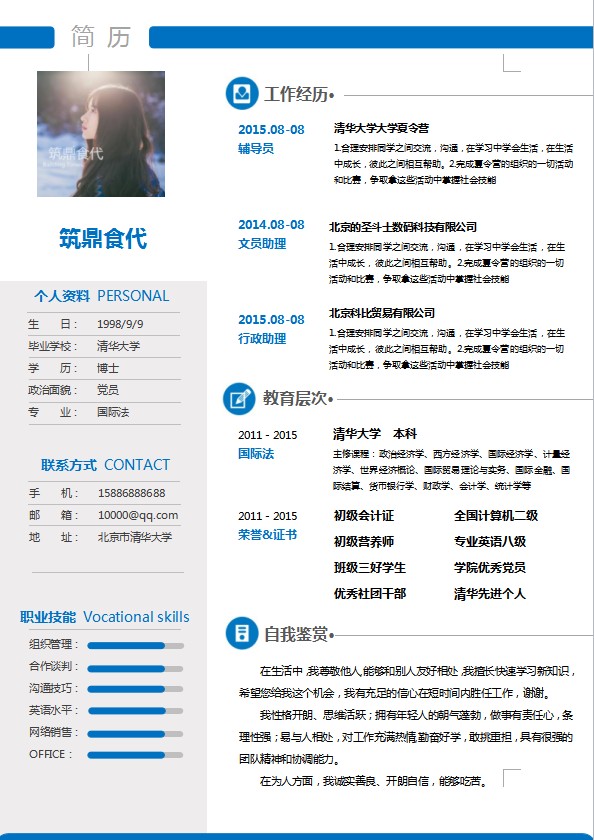 简 历
筑鼎食代
筑鼎食代
个人资料 PERSONAL
生 日： 1998/9/9
毕业学校： 清华大学
学 历： 博士
政治面貌： 党员
专 业： 国际法
联系方式 CONTACT
手 机： 15886888688
邮 箱： 10000@qq.com
地 址： 北京市清华大学
职业技能 Vocational skills
组织管理：
合作谈判：
沟通技巧：
英语水平：
网络销售：
OFFICE：
工作经历•
2015.08-08 清华大学大学夏令营
辅导员
1.合理安排同学之间交流，沟通，在学习中学会生活，在生活
中成长，彼此之间相互帮助。2.完成夏令营的组织的一切活动
和比赛，争取拿这些活动中掌握社会技能
2014.08-08 北京的圣斗士数码科技有限公司
文员助理
1.合理安排同学之间交流，沟通，在学习中学会生活，在生
活中成长，彼此之间相互帮助。2.完成夏令营的组织的一切
活动和比赛，争取拿这些活动中掌握社会技能
2015.08-08 北京科比贸易有限公司
行政助理
1.合理安排同学之间交流，沟通，在学习中学会生活，在生
活中成长，彼此之间相互帮助。2.完成夏令营的组织的一切
活动和比赛，争取拿这些活动中掌握社会技能
教育层次•
2011 - 2015 清华大学 本科
国际法
主修课程：政治经济学、西方经济学、国际经济学、计量经
济学、世界经济概论、国际贸易理论与实务、国际金融、国
际结算、货币银行学、财政学、会计学、统计学等
2011 - 2015 初级会计证 全国计算机二级
荣誉&证书
初级营养师 专业英语八级
班级三好学生 学院优秀党员
优秀社团干部 清华先进个人
自我鉴赏•
在生活中,我尊敬他人,能够和别人友好相处,我擅长快速学习新知识，
希望您给我这个机会，我有充足的信心在短时间内胜任工作，谢谢。
我性格开朗、思维活跃；拥有年轻人的朝气蓬勃，做事有责任心，条
理性强；易与人相处，对工作充满热情,勤奋好学，敢挑重担，具有很强的
团队精神和协调能力。
在为人方面，我诚实善良、开朗自信，能够吃苦。